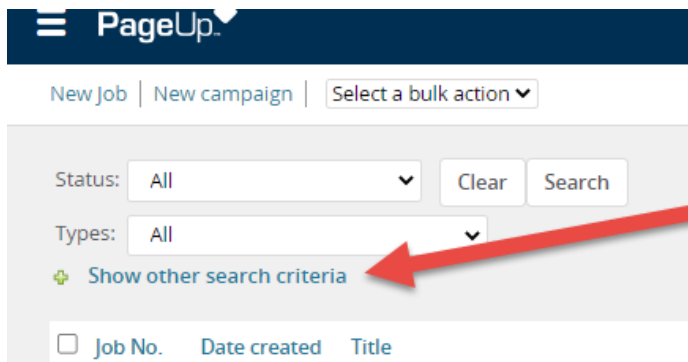 PageUp
New Job | New campaign | Select a bulk action
Status: All Clear Search
Types: All
Show other search criteria
Job No. Date created Title